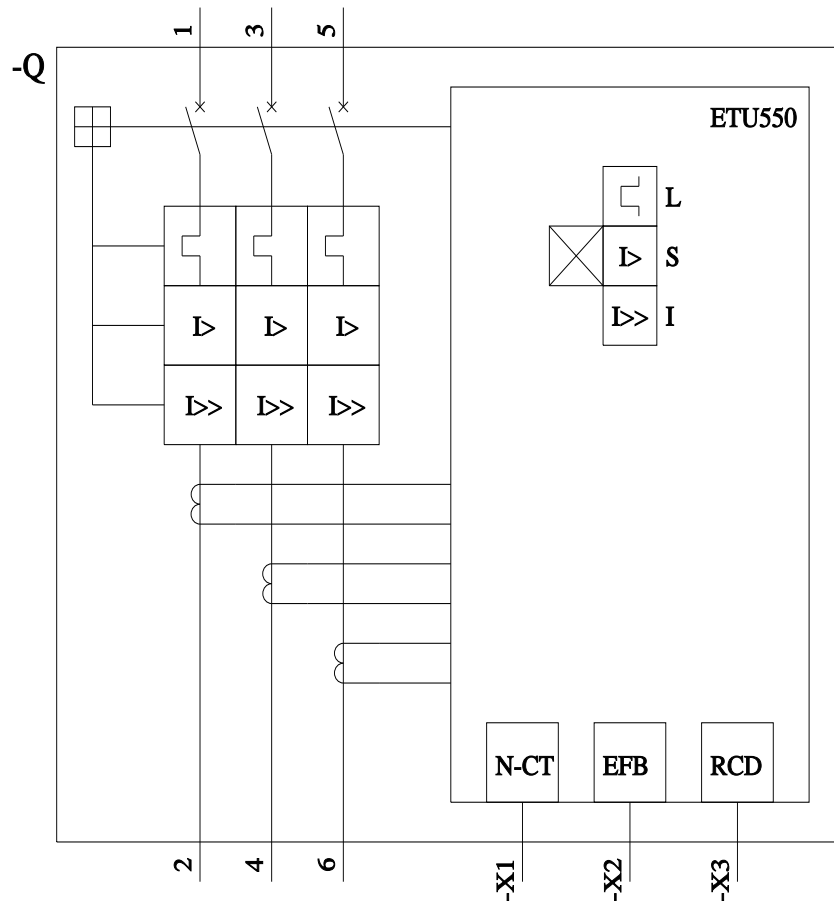 1 3 5
-Q
ETU550
L
I> S
I>> I
I> I> I>
I>> I>> I>>
N-CT EFB RCD
2 4 6 -X1 -X2 -X3